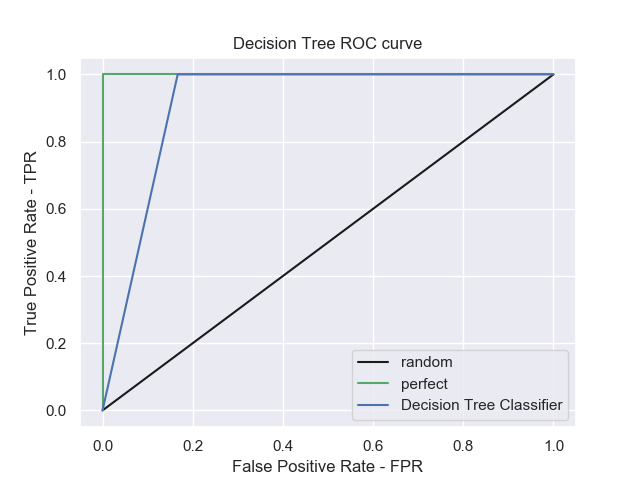 Decision Tree ROC curve
True Positive Rate - TPR
1.0
0.8
0.6
0.4
0.2
0.0
random
perfect
Decision Tree Classifier
0.0 0.2 0.4 0.6 0.8 1.0
False Positive Rate - FPR